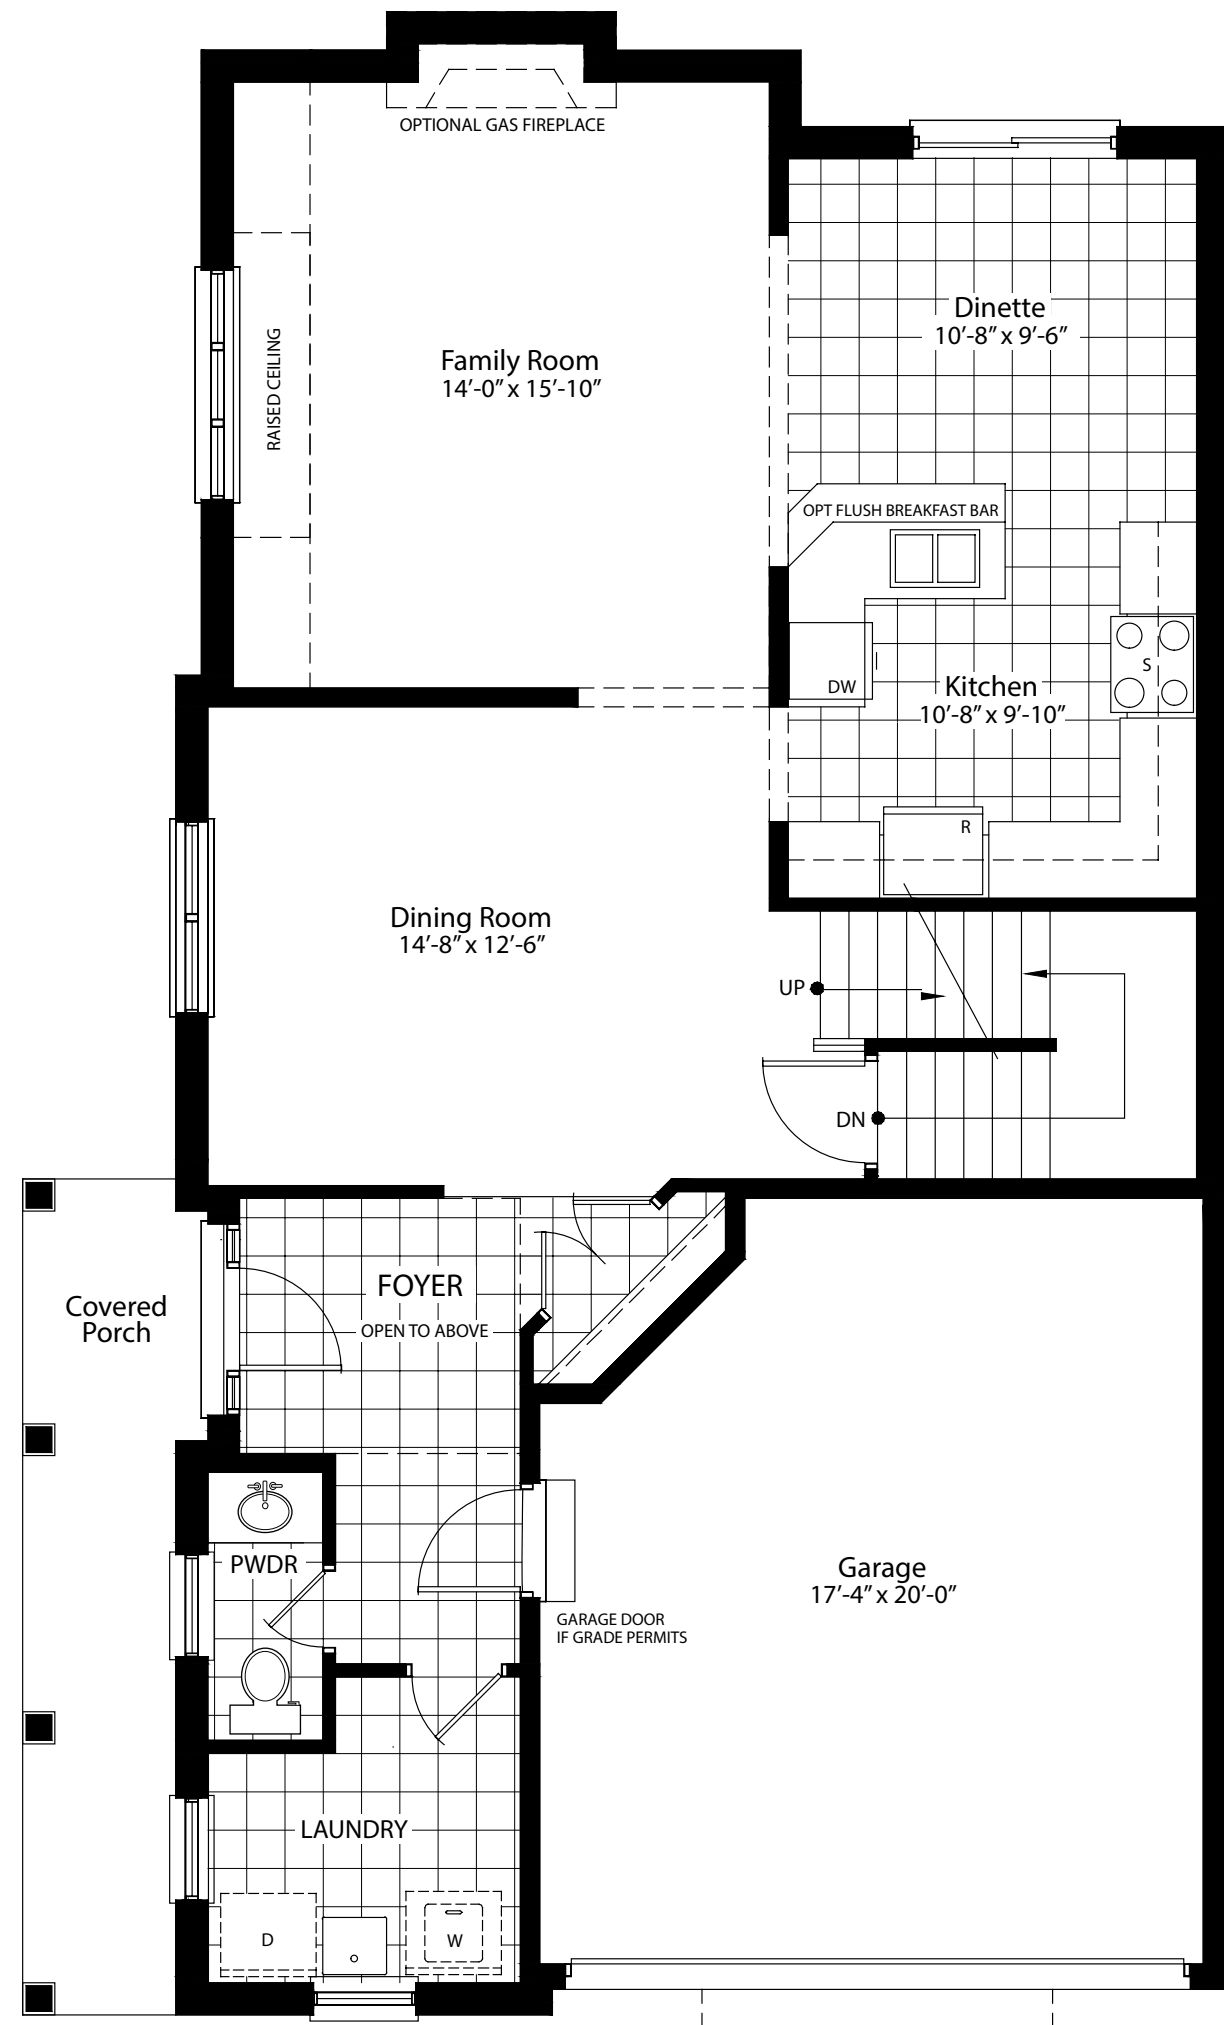 OPTIONAL GAS FIREPLACE
Dinette
10’-8” x 9’-6”
RAISED CEILING
Family Room
14’-0” x 15’-10”
OPT FLUSH BREAKFAST BAR
S
DW
Kitchen
10’-8” x 9’-10”
R
Dining Room
14’-8” x 12’-6”
UP
DN
FOYER
OPEN TO ABOVE
Covered
Porch
PWDR
Garage
17’-4” x 20’-0”
GARAGE DOOR
IF GRADE PERMITS
LAUNDRY
D
W